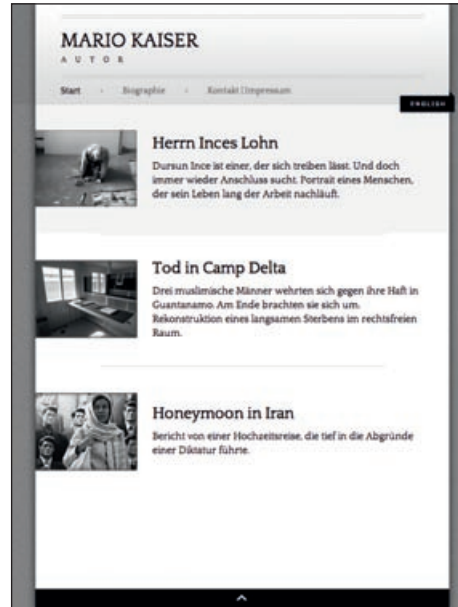 MARIO KAISER
AUTOR
Start · Biographie · Kontakt | Impressum
ENGLISH
Herrn Inces Lohn
Dursun Ince ist einer, der sich treiben lässt. Und doch
immer wieder Anschluss sucht. Portrait eines Menschen,
der sein Leben lang der Arbeit nachläuft.
Tod in Camp Delta
Drei muslimische Männer wehrten sich gegen ihre Haft in
Guantanamo. Am Ende brachten sie sich um.
Rekonstruktion eines langsamen Sterbens im rechtsfreien
Raum.
Honeymoon in Iran
Bericht von einer Hochzeitsreise, die tief in die Abgründe
einer Diktatur führte.